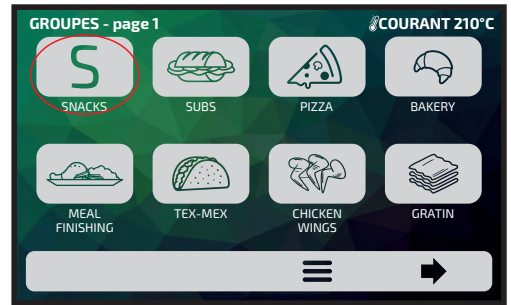 GROUPES - page 1
COURANT 210°C
S
SNACKS
SUBS
PIZZA
BAKERY
MEAL
FINISHING
TEX-MEX
CHICKEN
WINGS
GRATIN